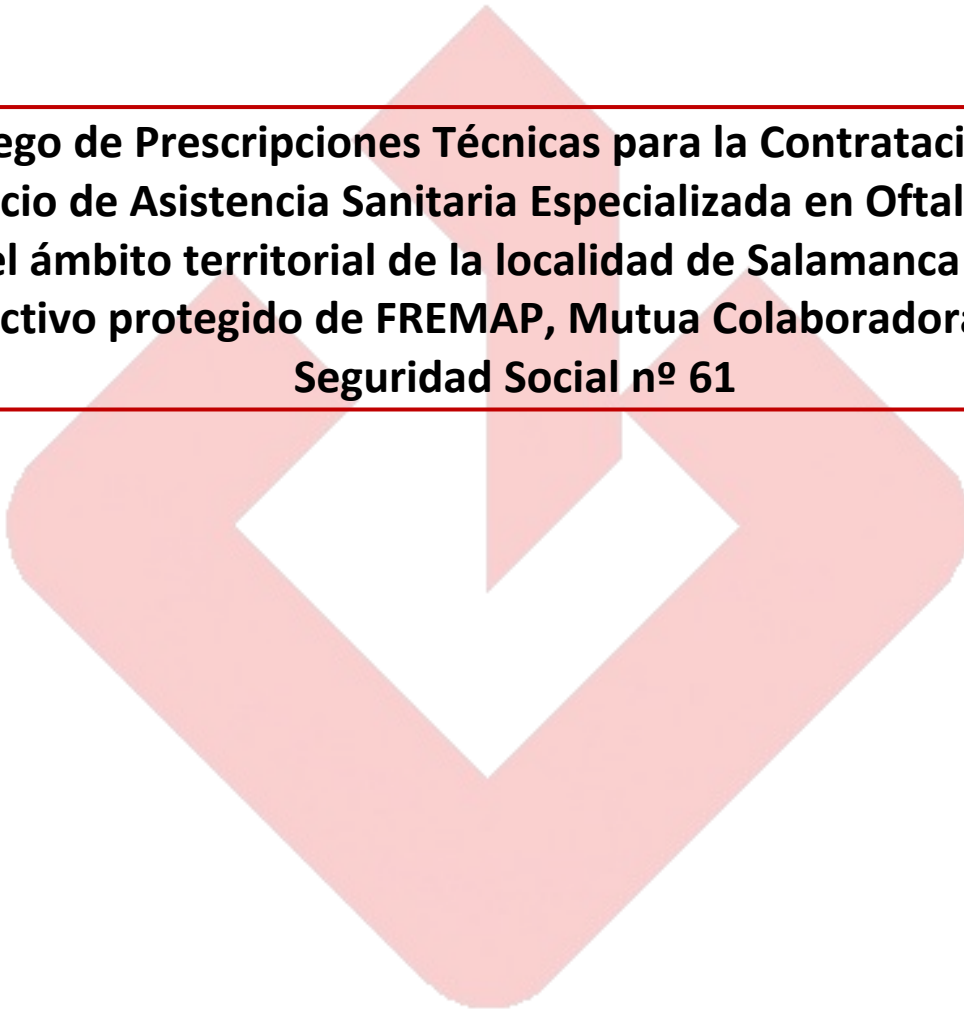 ego de Prescripciones Técnicas para la Contrataci
cio de Asistencia Sanitaria Especializada en Oftal
el ámbito territorial de la localidad de Salamanca
ctivo protegido de FREMAP, Mutua Colaboradora
Seguridad Social nº 61